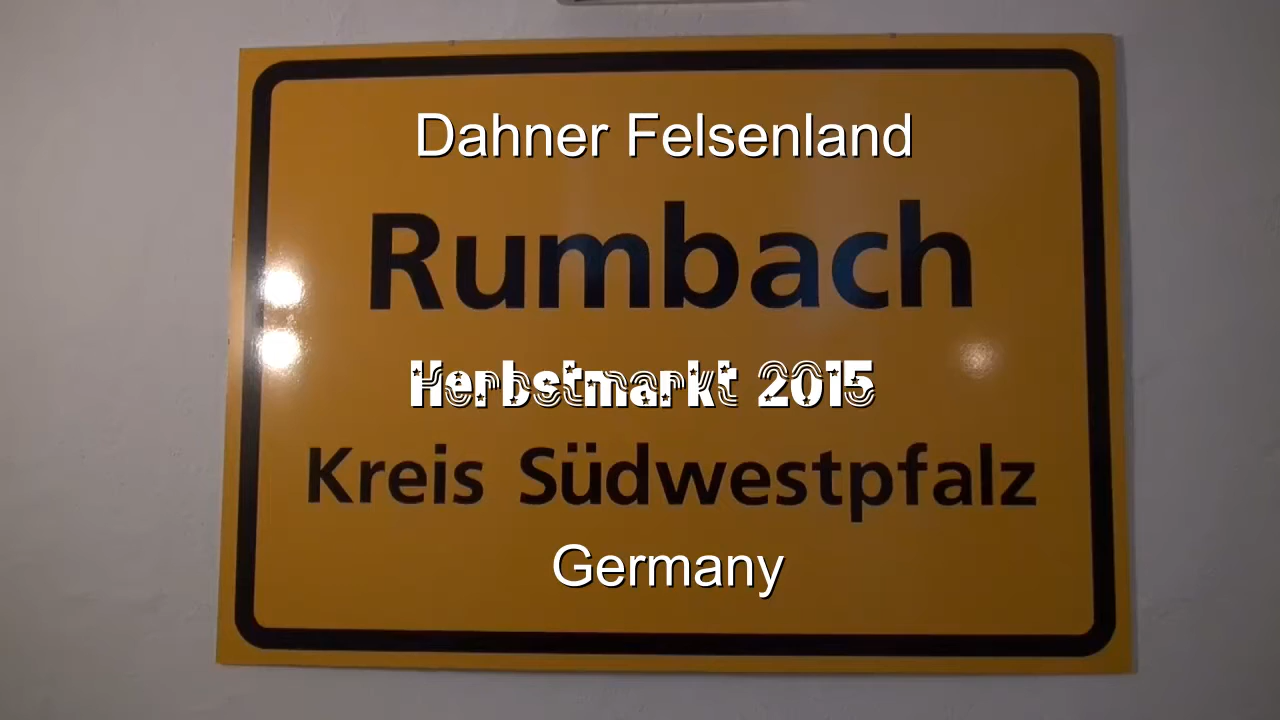 Dahner Felsenland
Rumbach
Herbstmarkt 2015
Kreis Südwestpfalz
Germany